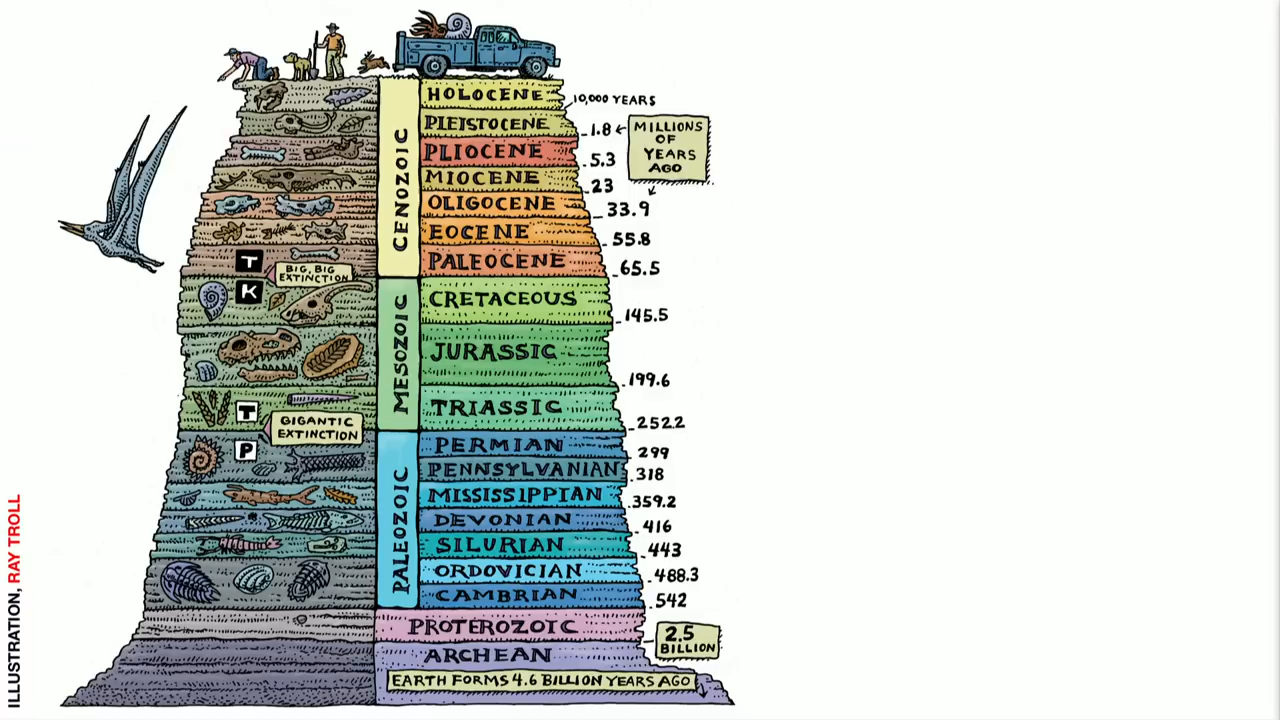 CENOZOIC
HOLOCENE
10,000 YEARS
PLEISTOCENE
1.8
MILLIONS
OF
YEARS
AGO
PLIOCENE
5.3
MIOCENE
23
OLIGOCENE
33.9
EOCENE
55.8
PALEOCENE
65.5
T
BIG, BIG
EXTINCTION
K
MESOZOIC
CRETACEOUS
145.5
JURASSIC
199.6
TRIASSIC
252.2
T
GIGANTIC
EXTINCTION
P
PALEOZOIC
PERMIAN
299
PENNSYLVANIAN
318
MISSISSIPPIAN
359.2
DEVONIAN
416
SILURIAN
443
ORDOVICIAN
488.3
CAMBRIAN
542
PROTEROZOIC
2.5
BILLION
ARCHEAN
EARTH FORMS 4.6 BILLION YEARS AGO
ILLUSTRATION, RAY TROLL